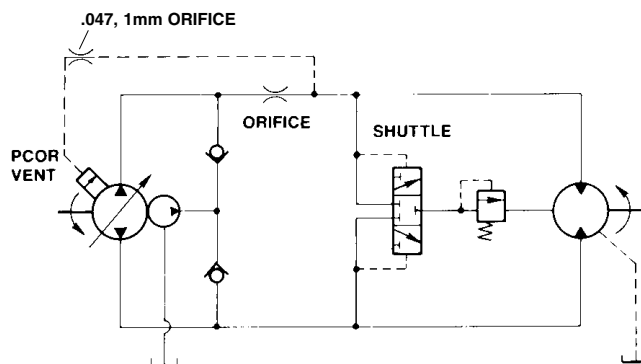 .047, 1mm ORIFICE
ORIFICE
SHUTTLE
PCOR
VENT